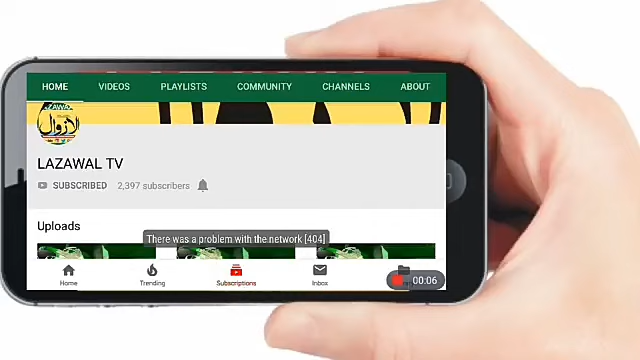 HOME VIDEOS PLAYLISTS COMMUNITY CHANNELS ABOUT
لازوال
LAZAWAL TV
SUBSCRIBED 2,397 subscribers
Uploads
There was a problem with the network [404]
Home Trending Subscriptions Inbox
00:06